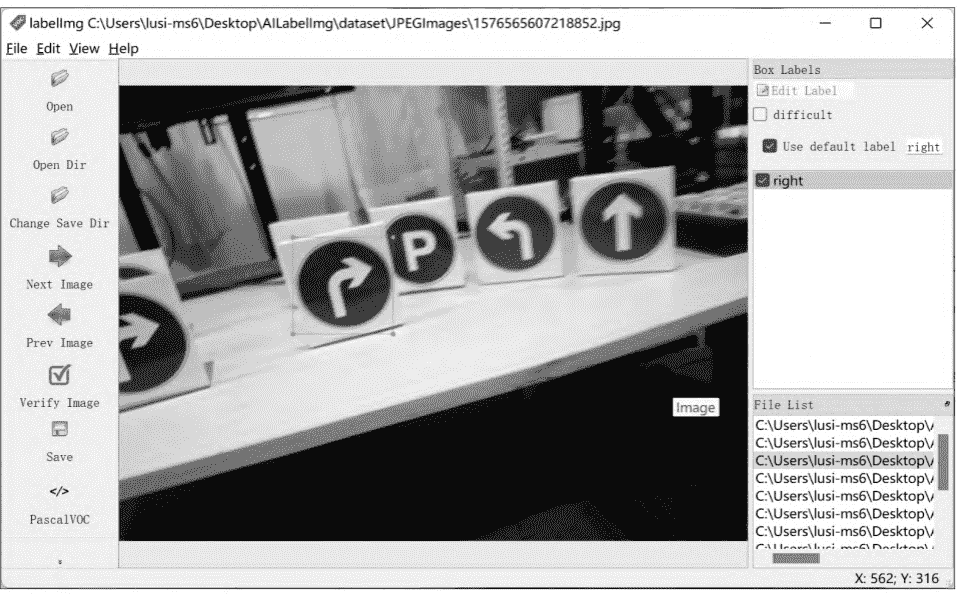 labelImg C:\Users\lusi-ms6\Desktop\AILabelImg\dataset\JPEGImages\1576565607218852.jpg
File Edit View Help
Open
Open Dir
Change Save Dir
Next Image
Prev Image
Verify Image
Save
</>
PascalVOC
P
Image
Box Labels
Edit Label
difficult
Use default label right
right
File List
C:\Users\lusi-ms6\Desktop\
C:\Users\lusi-ms6\Desktop\
C:\Users\lusi-ms6\Desktop\
C:\Users\lusi-ms6\Desktop\
C:\Users\lusi-ms6\Desktop\
C:\Users\lusi-ms6\Desktop\
C:\Users\lusi-ms6\Desktop\
X: 562; Y: 316